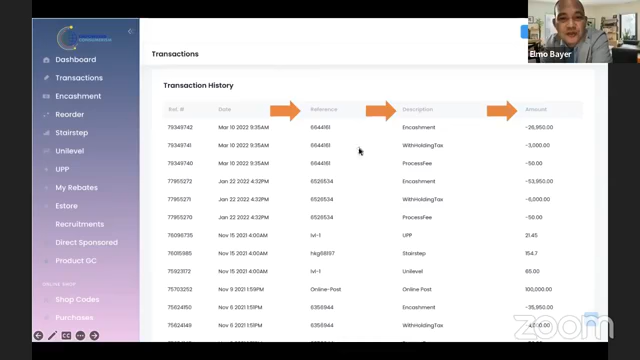 Dashboard
Transactions
Encashment
Reorder
Stairstep
Unilevel
UPP
My Rebates
Estore
Recruitments
Direct Sponsored
Product GC
ONLINE SHOP
Shop Codes
Purchases
Transactions
Transaction History
Ref. # Date Reference Description Amount
79349742 Mar 10 2022 9:35AM 6644161 Encashment -26,950.00
79349741 Mar 10 2022 9:35AM 6644161 WithHoldingTax -3,000.00
79349740 Mar 10 2022 9:35AM 6644161 ProcessFee -50.00
77955272 Jan 22 2022 4:32PM 6526534 Encashment -53,950.00
77955271 Jan 22 2022 4:32PM 6526534 WithHoldingTax -6,000.00
77955270 Jan 22 2022 4:32PM 6526534 ProcessFee -50.00
76096735 Nov 15 2021 4:00AM lvl-1 UPP 21.45
76015985 Nov 15 2021 4:00AM hkg68197 Stairstep 154.7
75923172 Nov 15 2021 4:00AM lvl-1 Unilevel 65.00
75703252 Nov 9 2021 1:59PM Online-Post Online Post 100,000.00
75624150 Nov 6 2021 1:51PM 6356944 Encashment -35,950.00
75624149 Nov 6 2021 1:51PM 6356944 WithHoldingTax
Elmo Bayer
zoom